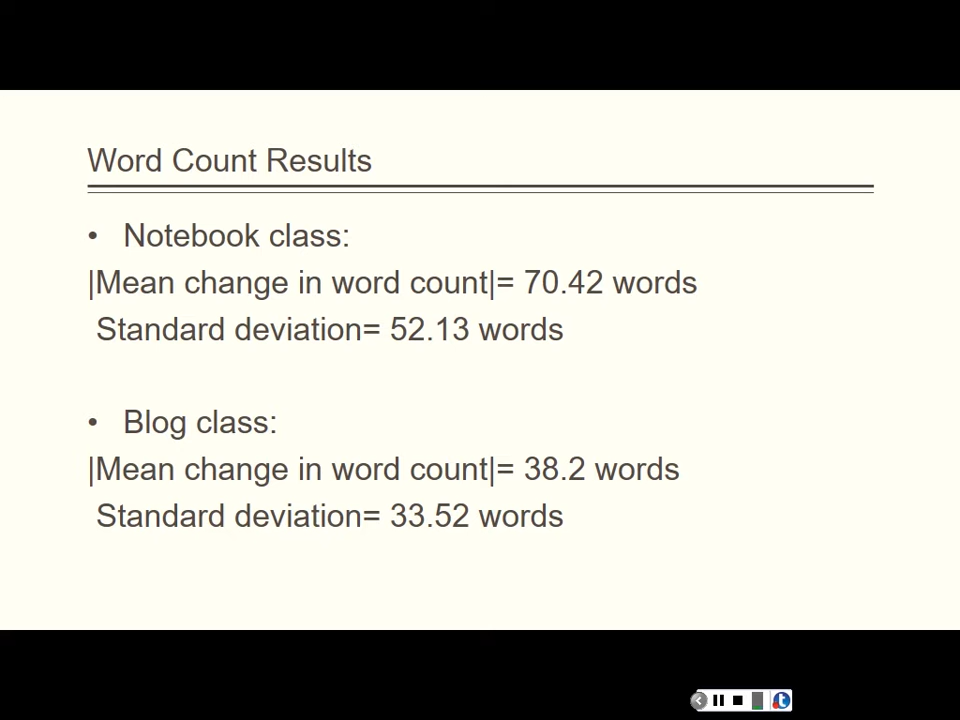 Word Count Results
• Notebook class:
|Mean change in word count|= 70.42 words
Standard deviation= 52.13 words
• Blog class:
|Mean change in word count|= 38.2 words
Standard deviation= 33.52 words